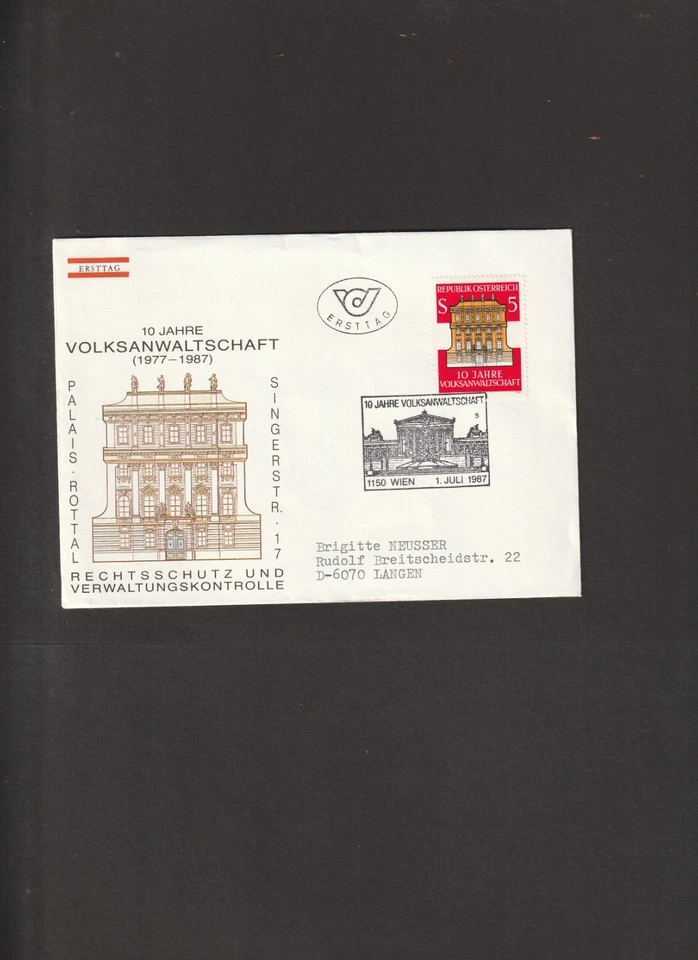 ERSTTAG
10 JAHRE
VOLKSANWALTSCHAFT
(1977–1987)
PALAIS·ROTTAL
SINGERSTR.·17
RECHTSSCHUTZ UND
VERWALTUNGSKONTROLLE
ERSTTAG
REPUBLIK ÖSTERREICH
S 5
10 JAHRE
VOLKSANWALTSCHAFT
10 JAHRE VOLKSANWALTSCHAFT
5
1150 WIEN 1. JULI 1987
Brigitte NEUSSER
Rudolf Breitscheidstr. 22
D-6070 LANGEN